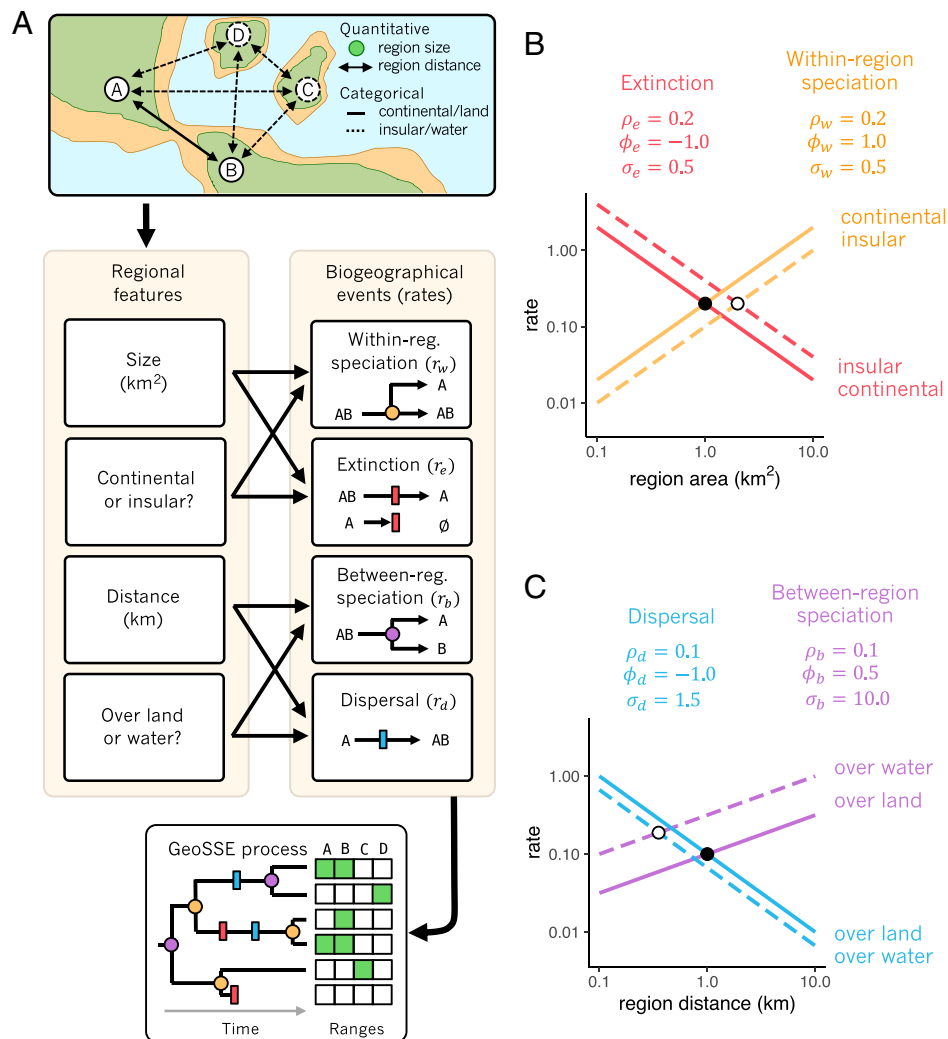 A
D
A
C
B
Quantitative
region size
region distance
Categorical
continental/land
insular/water
Regional
features
Size
(km²)
Continental
or insular?
Distance
(km)
Over land
or water?
Biogeographical
events (rates)
Within-reg.
speciation (r_w)
A
AB AB
Extinction (r_e)
AB A
A ∅
Between-reg.
speciation (r_b)
A
AB
B
Dispersal (r_d)
A AB
GeoSSE process
A B C D
Time
Ranges
B
Extinction
ρ_e = 0.2
ϕ_e = −1.0
σ_e = 0.5
Within-region
speciation
ρ_w = 0.2
ϕ_w = 1.0
σ_w = 0.5
continental
insular
insular
continental
rate
1.00
0.10
0.01
0.1 1.0 10.0
region area (km²)
C
Dispersal
ρ_d = 0.1
ϕ_d = −1.0
σ_d = 1.5
Between-region
speciation
ρ_b = 0.1
ϕ_b = 0.5
σ_b = 10.0
over water
over land
over land
over water
rate
1.00
0.10
0.01
0.1 1.0 10.0
region distance (km)